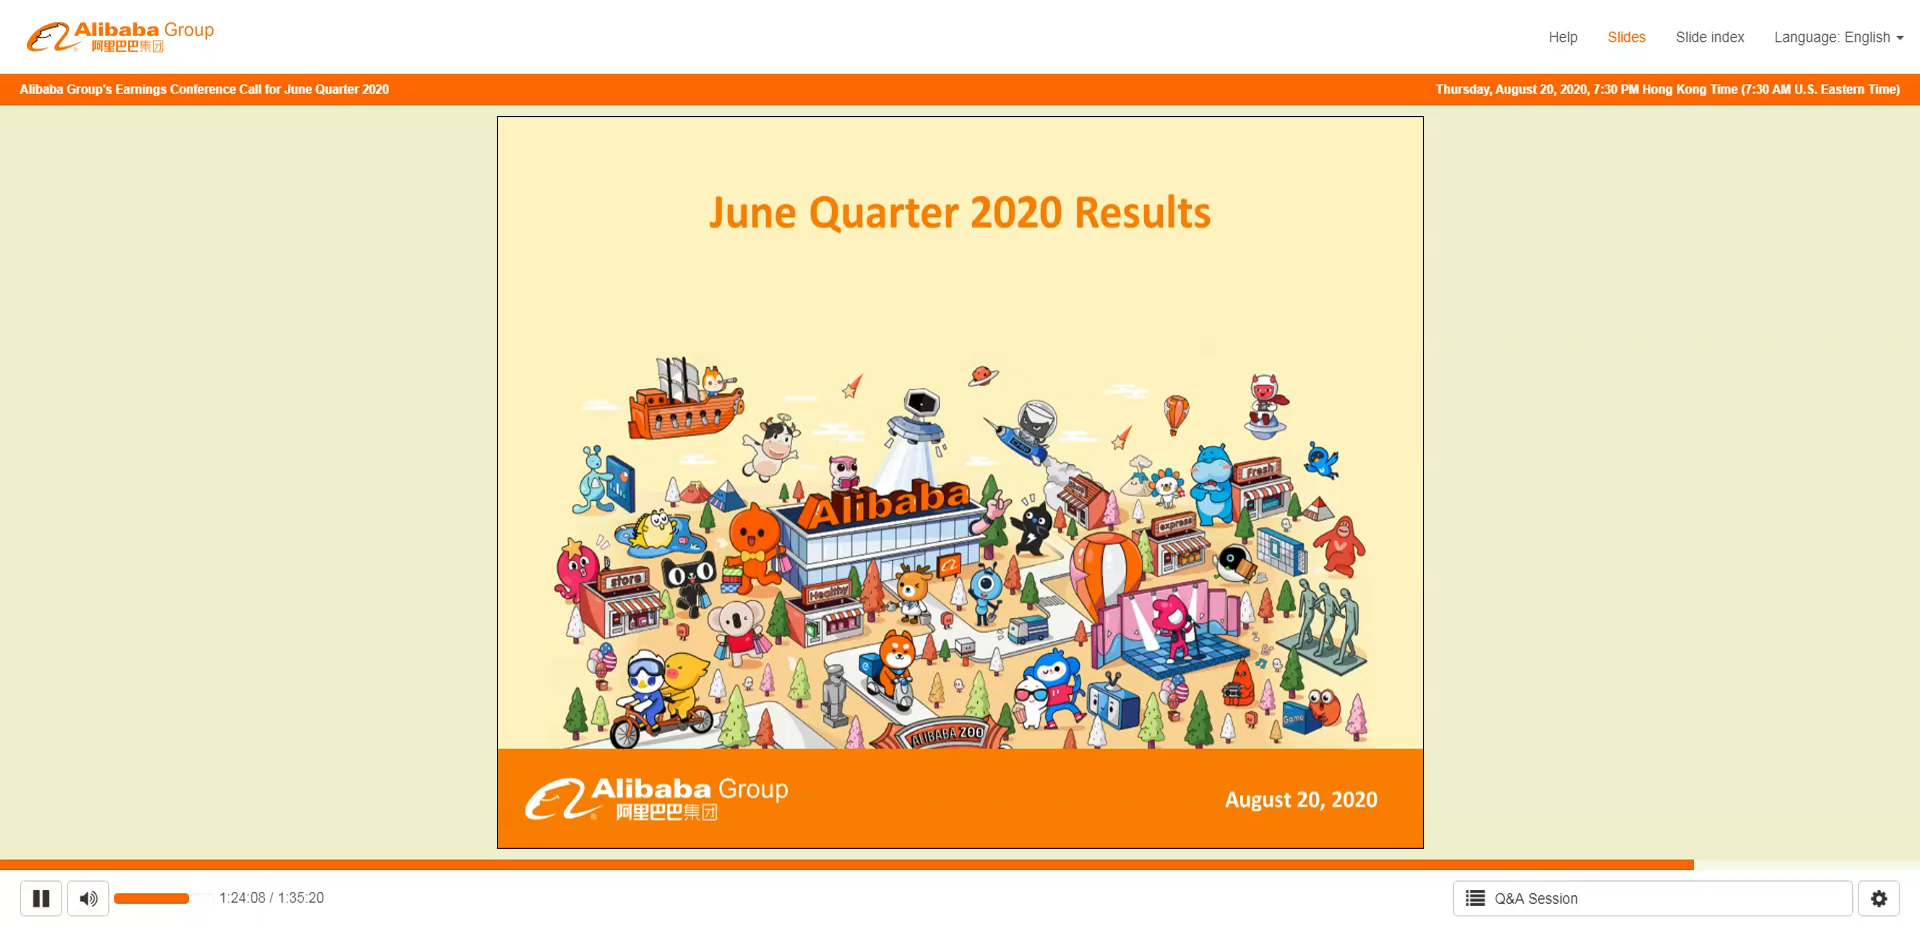 Alibaba Group
阿里巴巴集团
Help
Slides
Slide index
Language: English
Alibaba Group's Earnings Conference Call for June Quarter 2020
Thursday, August 20, 2020, 7:30 PM Hong Kong Time (7:30 AM U.S. Eastern Time)
June Quarter 2020 Results
Alibaba
Fresh
express
store
Healthy
Game
ALIBABA ZOO
Alibaba Group
阿里巴巴集团
August 20, 2020
1:24:08 / 1:35:20
Q&A Session